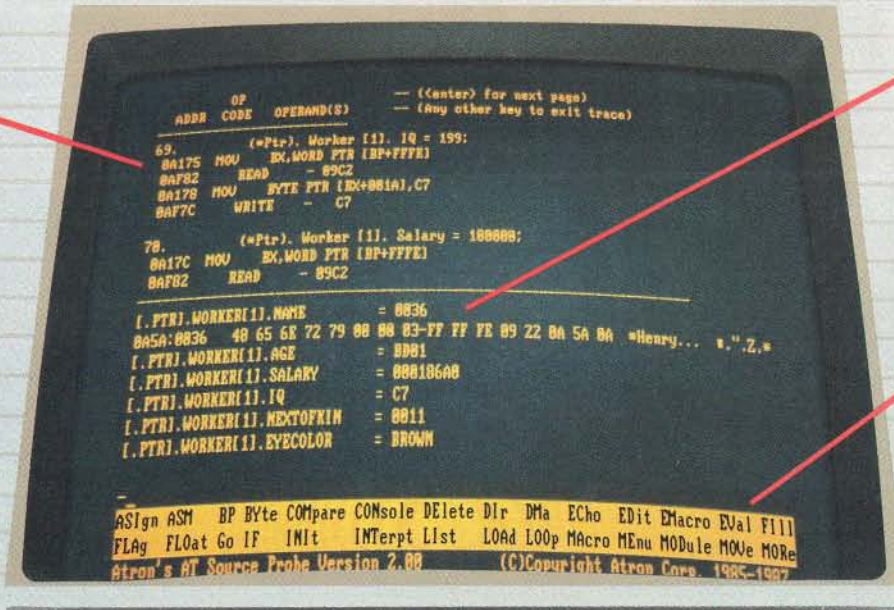 OP -- (<enter> for next page)
ADDR CODE OPERAND(S) -- (Any other key to exit trace)
69. (*Ptr). Worker [1]. IQ = 199;
0A175 MOV BX,WORD PTR [BP+FFFE]
0AF82 READ - 09C2
0A178 MOV BYTE PTR [BX+001A],C7
0AF7C WRITE - C7
70. (*Ptr). Worker [1]. Salary = 100000;
0A17C MOV BX,WORD PTR [BP+FFFE]
0AF82 READ - 09C2
[.PTR].WORKER[1].NAME = 0036
0A5A:0036 48 65 6E 72 79 00 00 03-FF FF FE 09 22 0A 5A 0A *Henry... *.".Z.*
[.PTR].WORKER[1].AGE = BD01
[.PTR].WORKER[1].SALARY = 000186A0
[.PTR].WORKER[1].IQ = C7
[.PTR].WORKER[1].NEXTOFKIN = 0011
[.PTR].WORKER[1].EYECOLOR = BROWN
ASIgn ASM BP BYte COMpare CONsole DElete DIr DMa ECho EDit EMacro EVal FIll
FLAg FLOat Go IF INIt INTerpt LIst LOAd LOOp MAcro MEnu MODule MOVe MORe
Atron's AT Source Probe Version 2.00 (C)Copyright Atron Corp. 1985-1987